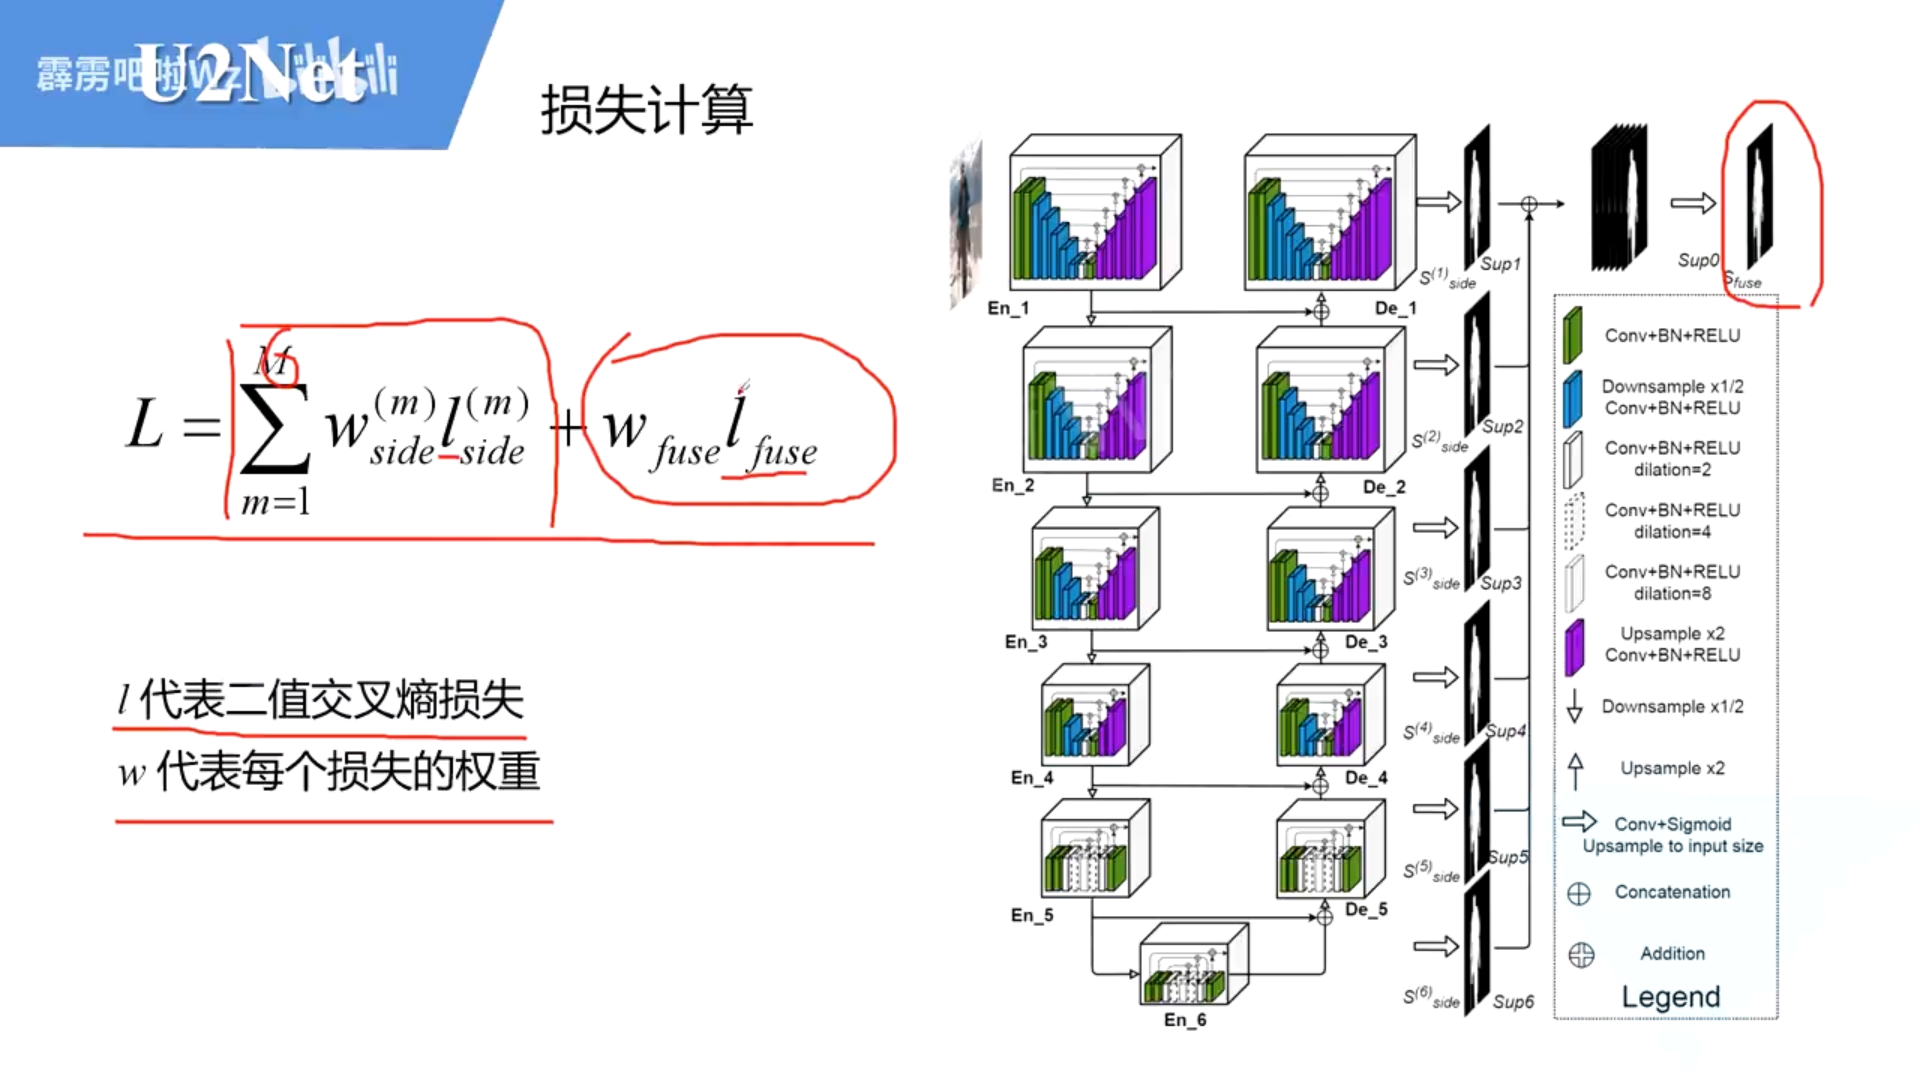 霹雳吧啦Wz bilibili
U2Net
损失计算
L = \sum_{m=1}^{M} w_{side}^{(m)} l_{side}^{(m)} + w_{fuse} l_{fuse}
l 代表二值交叉熵损失
w 代表每个损失的权重
En_1
De_1
S^{(1)}_{side}
Sup1
Sup0
S_{fuse}
En_2
De_2
S^{(2)}_{side}
Sup2
En_3
De_3
S^{(3)}_{side}
Sup3
En_4
De_4
S^{(4)}_{side}
Sup4
En_5
De_5
S^{(5)}_{side}
Sup5
En_6
S^{(6)}_{side}
Sup6
Conv+BN+RELU
Downsample x1/2
Conv+BN+RELU
Conv+BN+RELU
dilation=2
Conv+BN+RELU
dilation=4
Conv+BN+RELU
dilation=8
Upsample x2
Conv+BN+RELU
Downsample x1/2
Upsample x2
Conv+Sigmoid
Upsample to input size
Concatenation
Addition
Legend